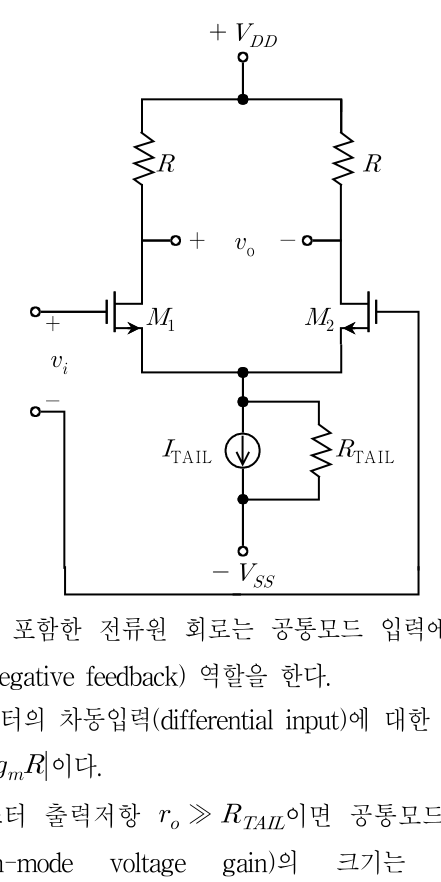 + V_DD
R
R
+ v_o −
M_1
M_2
+
v_i
−
I_TAIL
R_TAIL
− V_SS
포함한 전류원 회로는 공통모드 입력에
egative feedback) 역할을 한다.
터의 차동입력(differential input)에 대한
g_mR|이다.
터 출력저항 r_o ≫ R_TAIL이면 공통모드
n-mode voltage gain)의 크기는